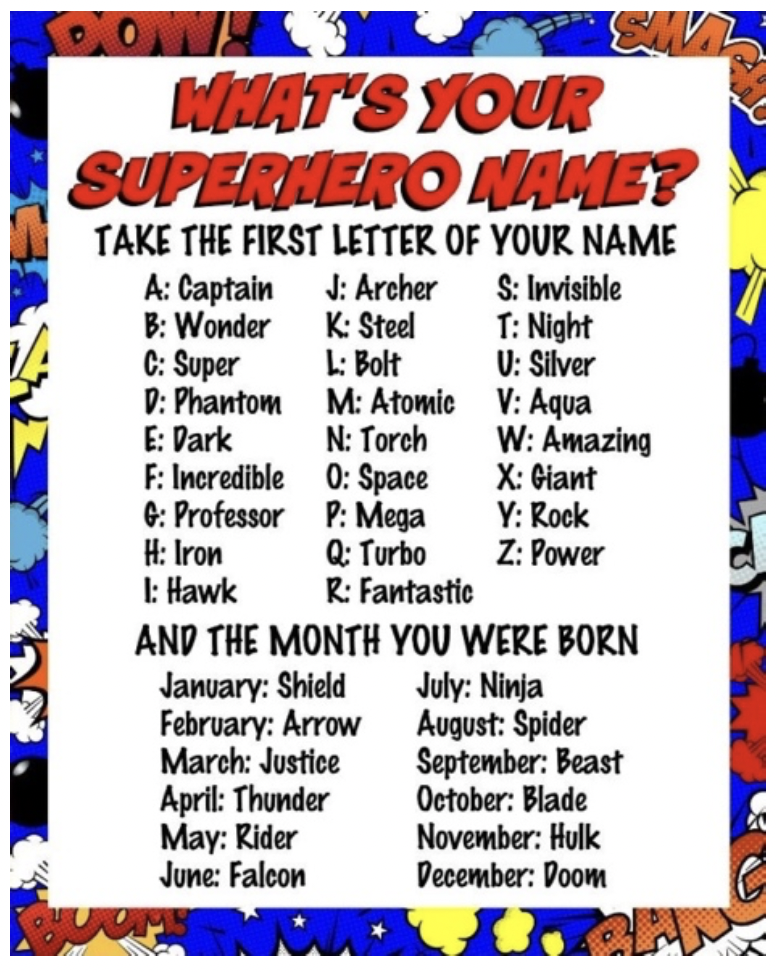 POW!
SMASH!
WHAT'S YOUR
SUPERHERO NAME?
TAKE THE FIRST LETTER OF YOUR NAME
A: Captain
B: Wonder
C: Super
D: Phantom
E: Dark
F: Incredible
G: Professor
H: Iron
I: Hawk
J: Archer
K: Steel
L: Bolt
M: Atomic
N: Torch
O: Space
P: Mega
Q: Turbo
R: Fantastic
S: Invisible
T: Night
U: Silver
V: Aqua
W: Amazing
X: Giant
Y: Rock
Z: Power
AND THE MONTH YOU WERE BORN
January: Shield
February: Arrow
March: Justice
April: Thunder
May: Rider
June: Falcon
July: Ninja
August: Spider
September: Beast
October: Blade
November: Hulk
December: Doom
BOOM!
BANG